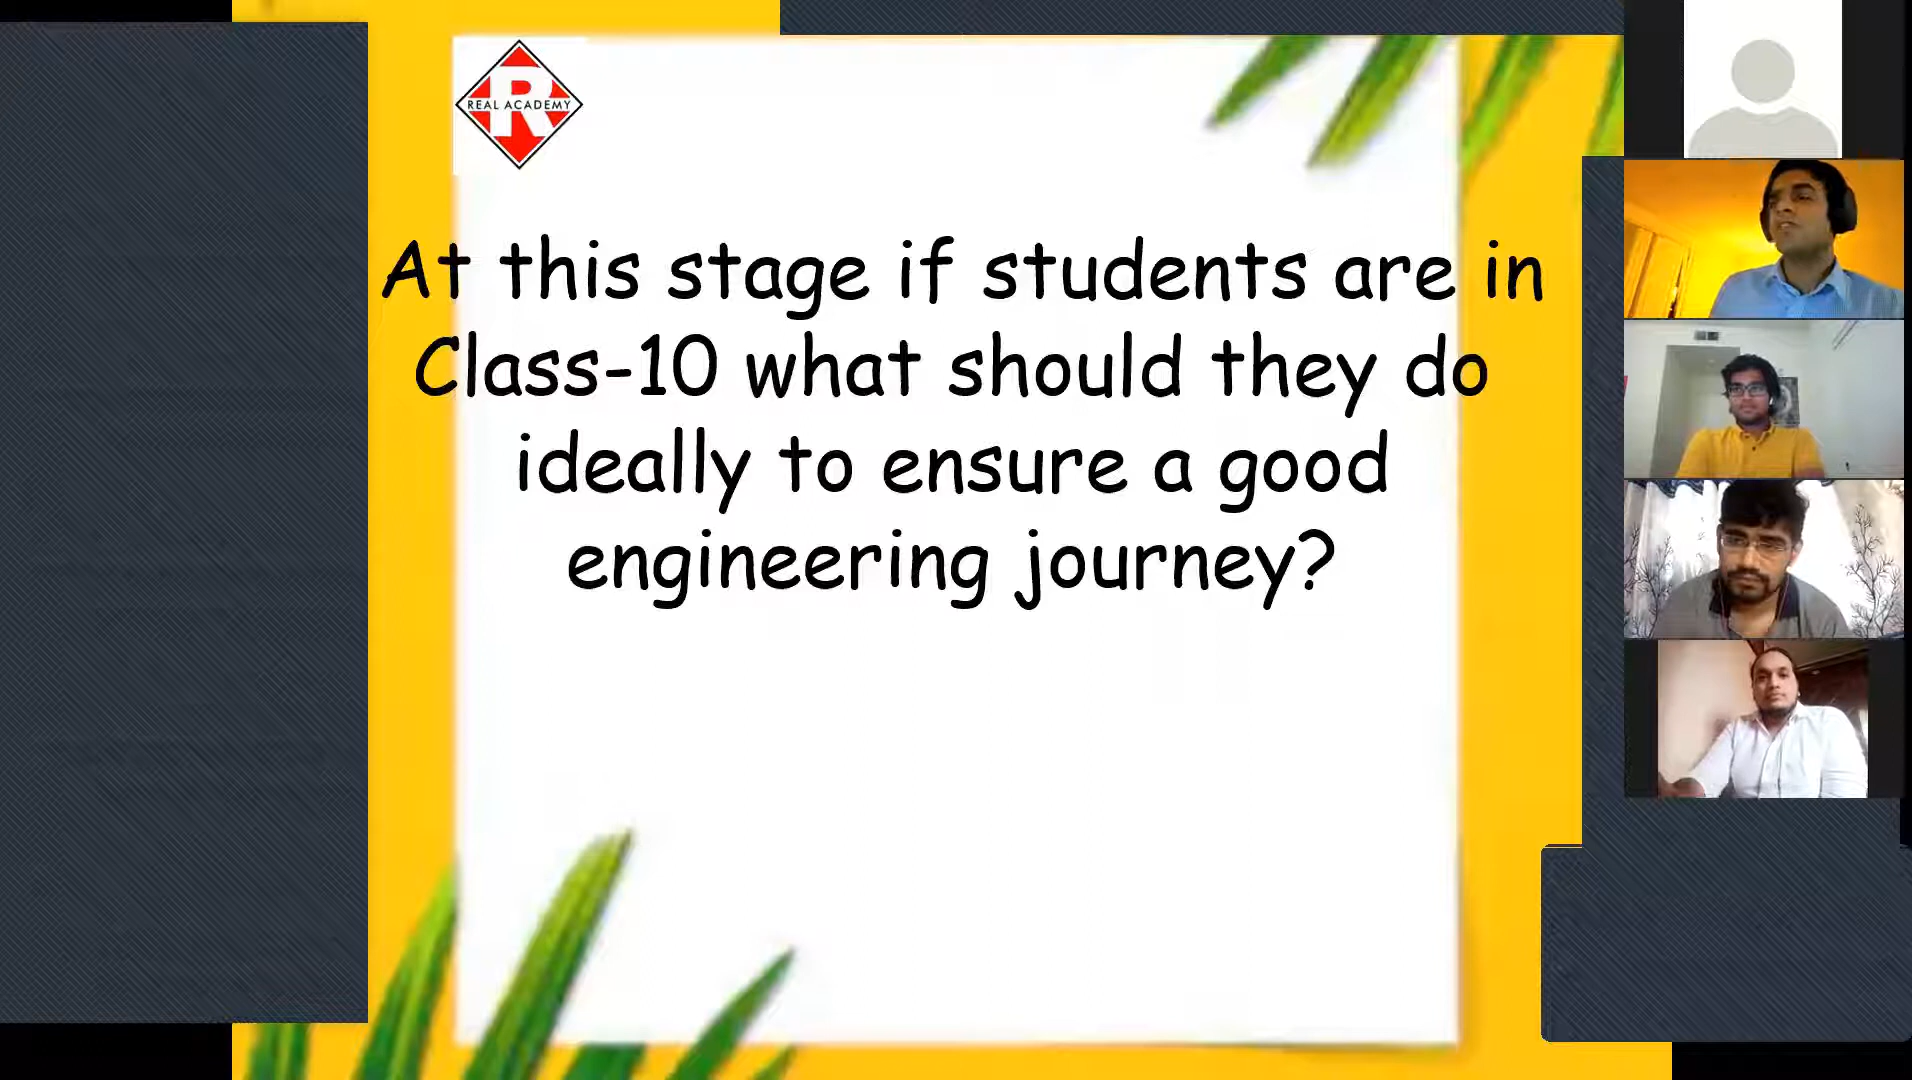 REAL ACADEMY
At this stage if students are in
Class-10 what should they do
ideally to ensure a good
engineering journey?